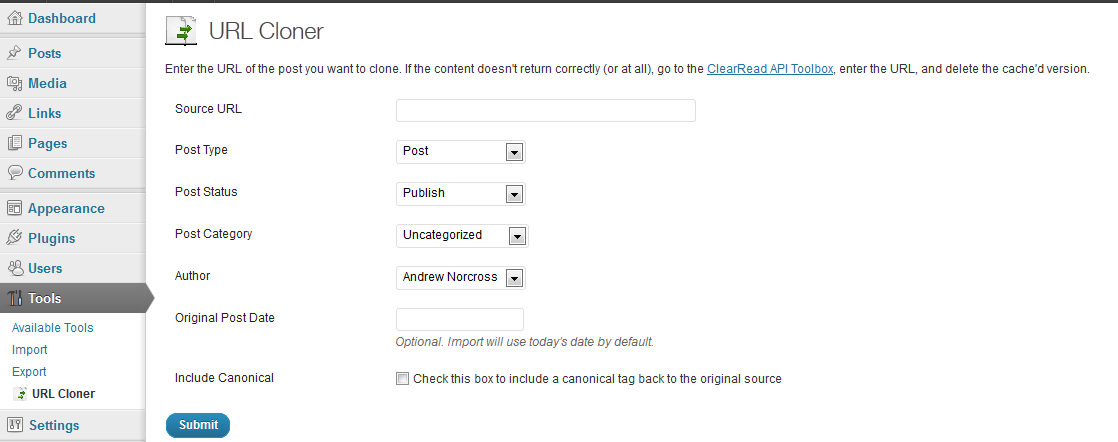 Dashboard
Posts
Media
Links
Pages
Comments
Appearance
Plugins
Users
Tools
Available Tools
Import
Export
URL Cloner
Settings
URL Cloner
Enter the URL of the post you want to clone. If the content doesn't return correctly (or at all), go to the ClearRead API Toolbox, enter the URL, and delete the cache'd version.
Source URL
Post Type Post
Post Status Publish
Post Category Uncategorized
Author Andrew Norcross
Original Post Date
Optional. Import will use today's date by default.
Include Canonical Check this box to include a canonical tag back to the original source
Submit